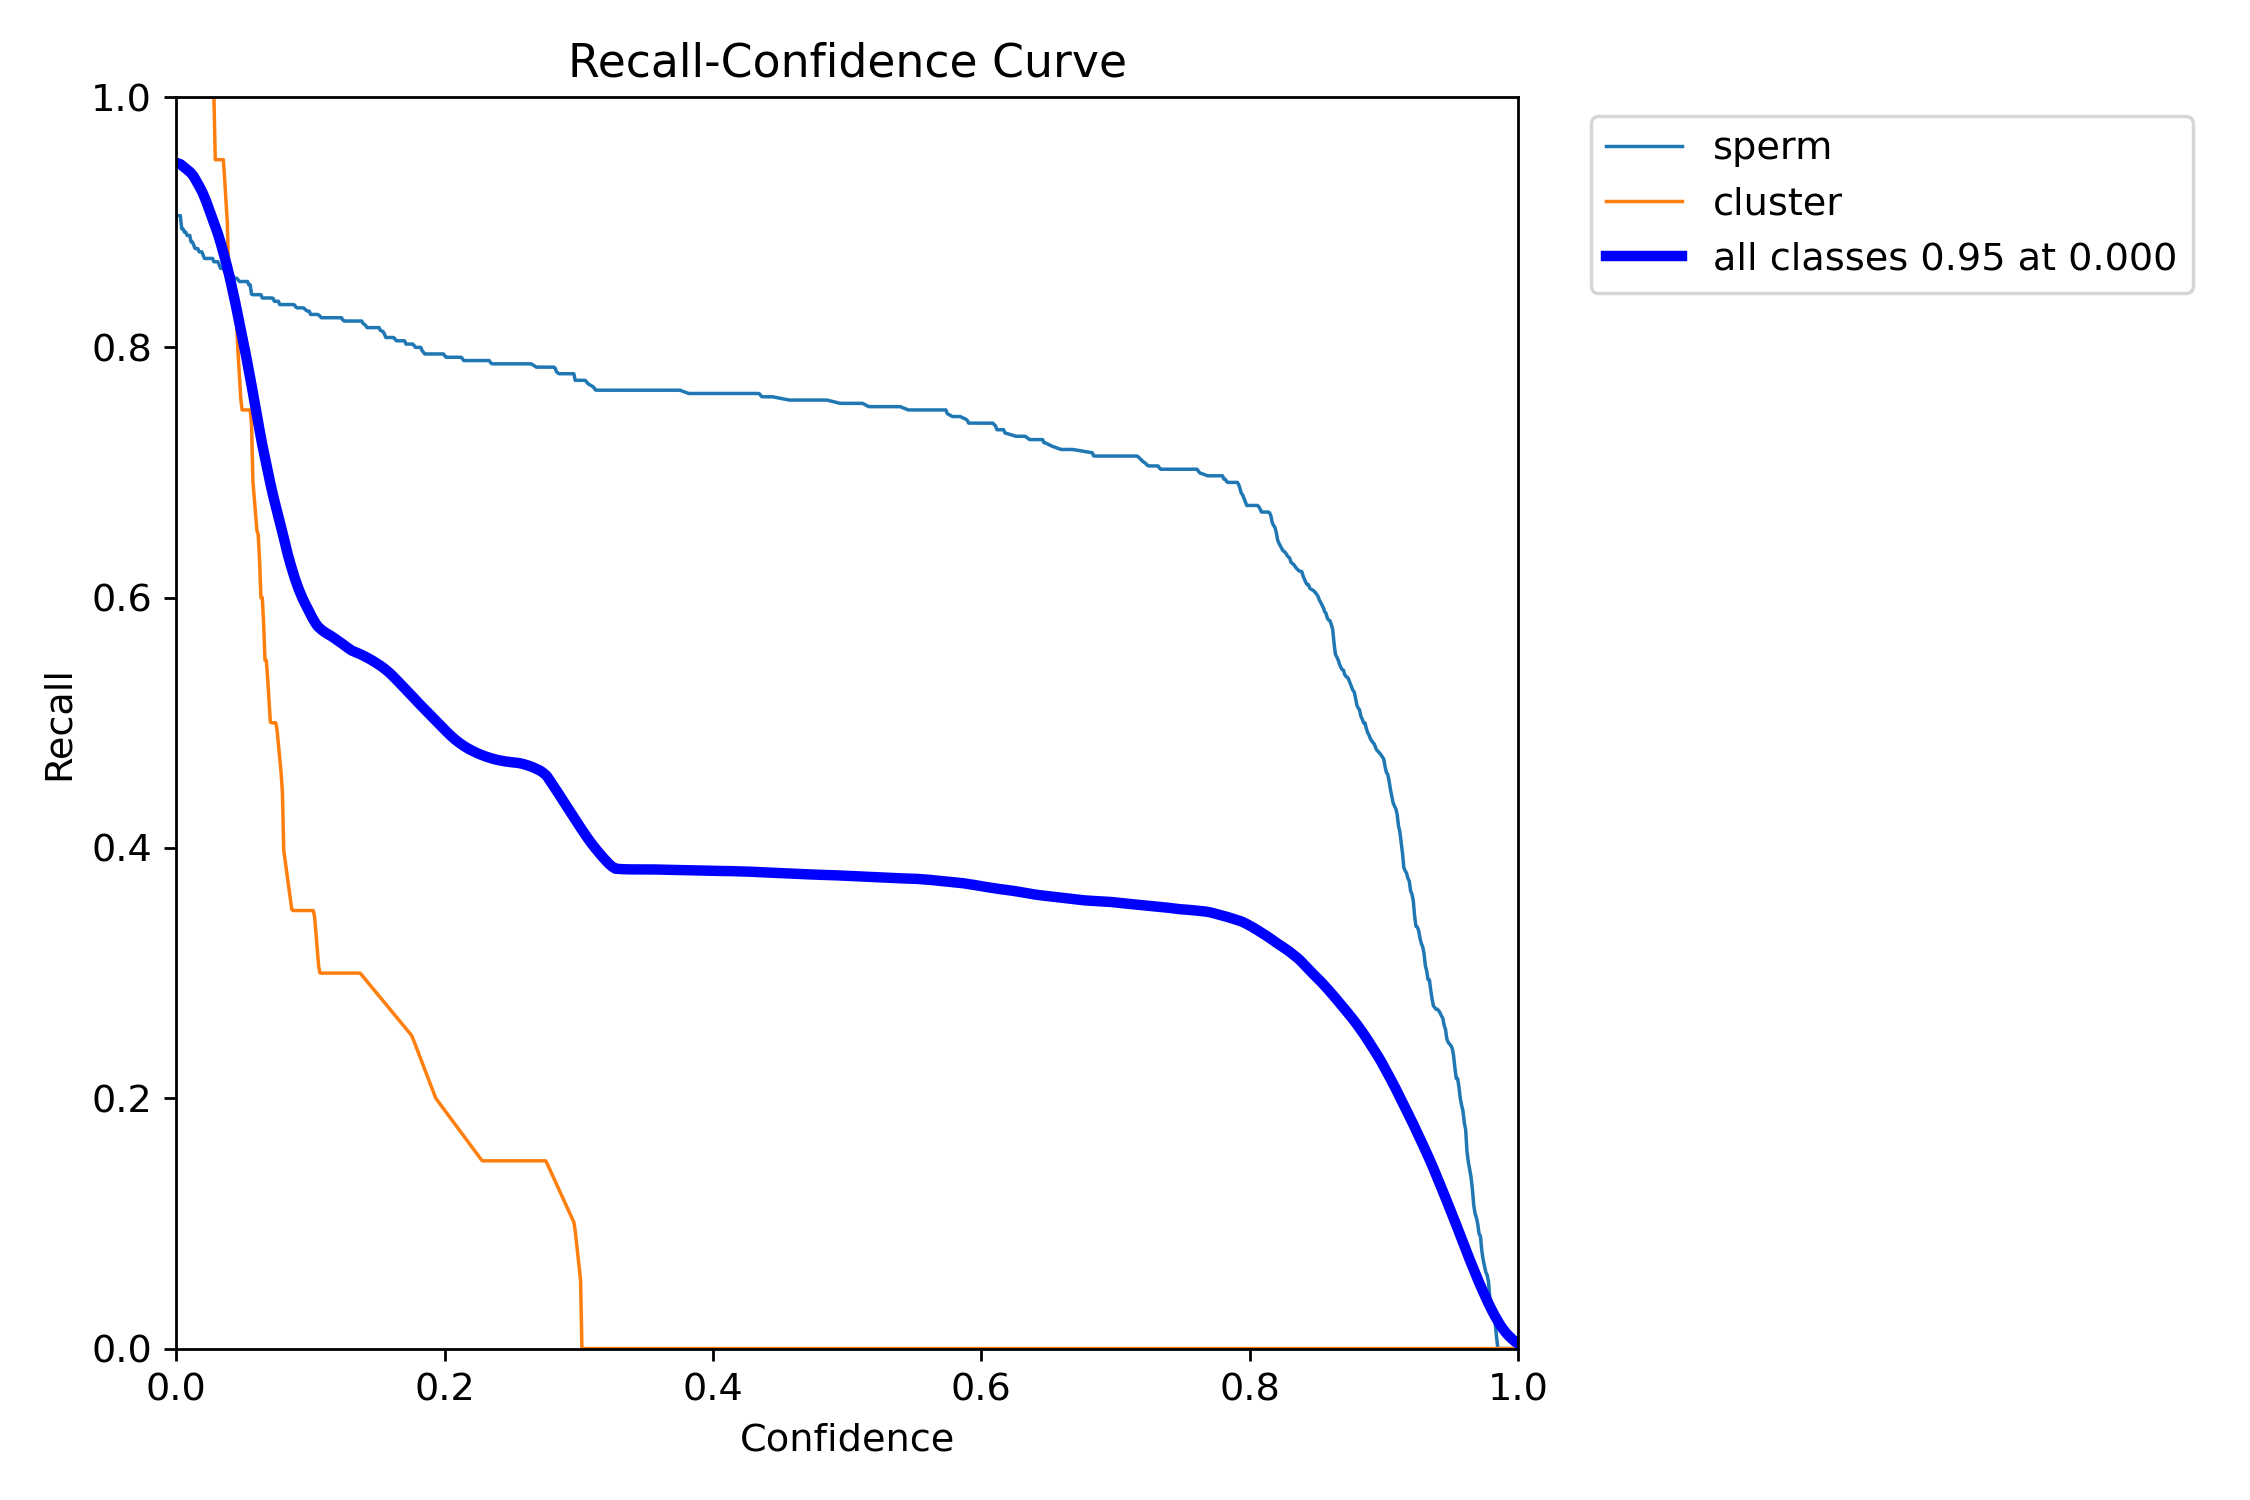 Recall-Confidence Curve
1.0
0.8
0.6
0.4
0.2
0.0
Recall
0.0 0.2 0.4 0.6 0.8 1.0
Confidence
sperm
cluster
all classes 0.95 at 0.000